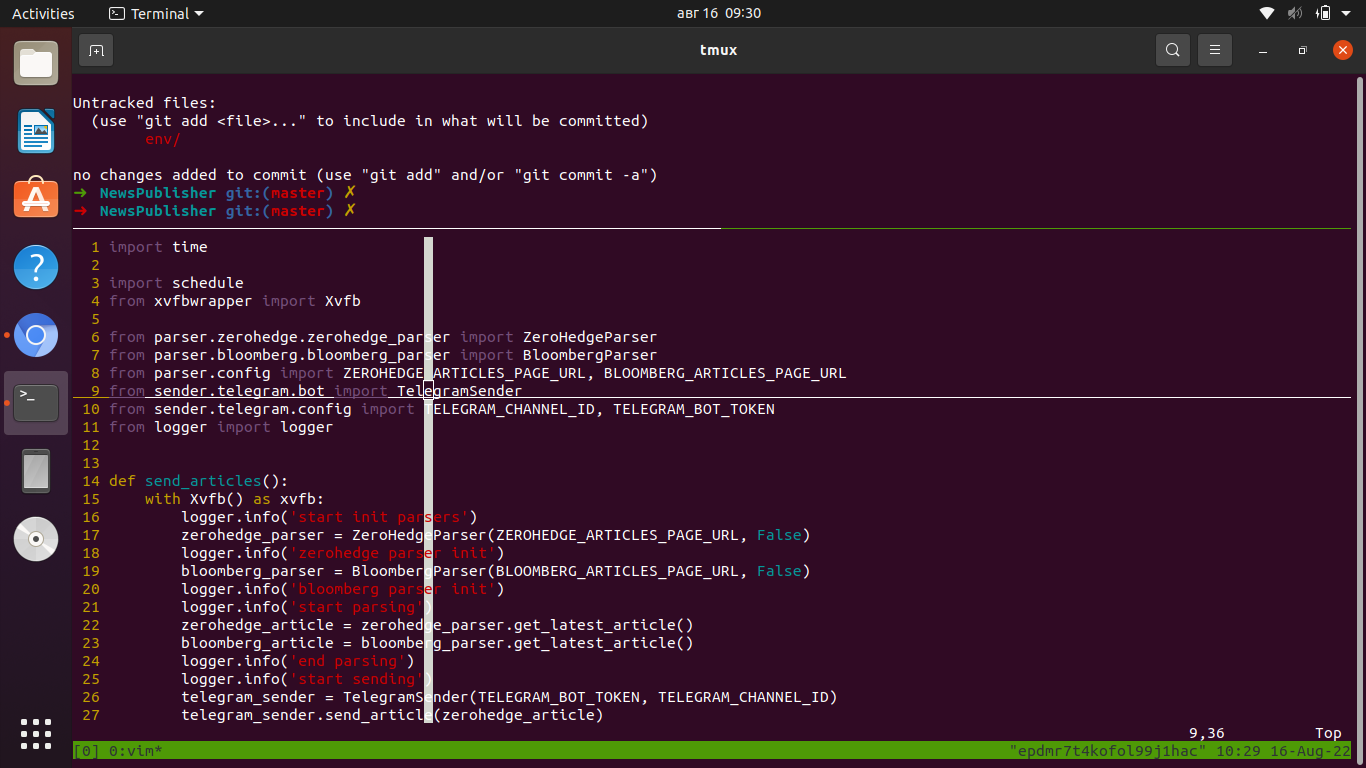 Activities
Terminal
авг 16 09:30
tmux
Untracked files:
  (use "git add <file>..." to include in what will be committed)
        env/
no changes added to commit (use "git add" and/or "git commit -a")
➜ NewsPublisher git:(master) ✗
➜ NewsPublisher git:(master) ✗
1 import time
2
3 import schedule
4 from xvfbwrapper import Xvfb
5
6 from parser.zerohedge.zerohedge_parser import ZeroHedgeParser
7 from parser.bloomberg.bloomberg_parser import BloombergParser
8 from parser.config import ZEROHEDGE_ARTICLES_PAGE_URL, BLOOMBERG_ARTICLES_PAGE_URL
9 from sender.telegram.bot import TelegramSender
10 from sender.telegram.config import TELEGRAM_CHANNEL_ID, TELEGRAM_BOT_TOKEN
11 from logger import logger
12
13
14 def send_articles():
15     with Xvfb() as xvfb:
16         logger.info('start init parsers')
17         zerohedge_parser = ZeroHedgeParser(ZEROHEDGE_ARTICLES_PAGE_URL, False)
18         logger.info('zerohedge parser init')
19         bloomberg_parser = BloombergParser(BLOOMBERG_ARTICLES_PAGE_URL, False)
20         logger.info('bloomberg parser init')
21         logger.info('start parsing')
22         zerohedge_article = zerohedge_parser.get_latest_article()
23         bloomberg_article = bloomberg_parser.get_latest_article()
24         logger.info('end parsing')
25         logger.info('start sending')
26         telegram_sender = TelegramSender(TELEGRAM_BOT_TOKEN, TELEGRAM_CHANNEL_ID)
27         telegram_sender.send_article(zerohedge_article)
9,36 Top
[0] 0:vim* "epdmr7t4kofol99j1hac" 10:29 16-Aug-22